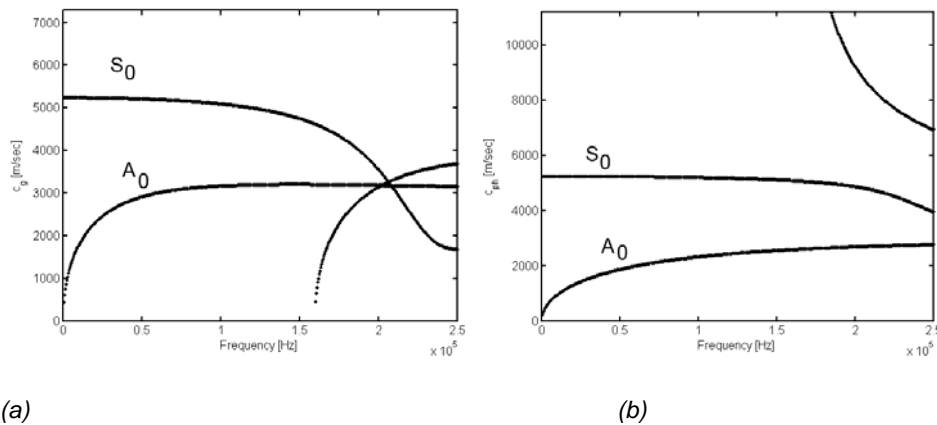 7000
6000
5000
4000
3000
2000
1000
0
c_g [m/sec]
S0
A0
0 0.5 1 1.5 2 2.5
Frequency [Hz]
x 10^5
(a)
10000
8000
6000
4000
2000
0
c_ph [m/sec]
S0
A0
0 0.5 1 1.5 2 2.5
Frequency [Hz]
x 10^5
(b)